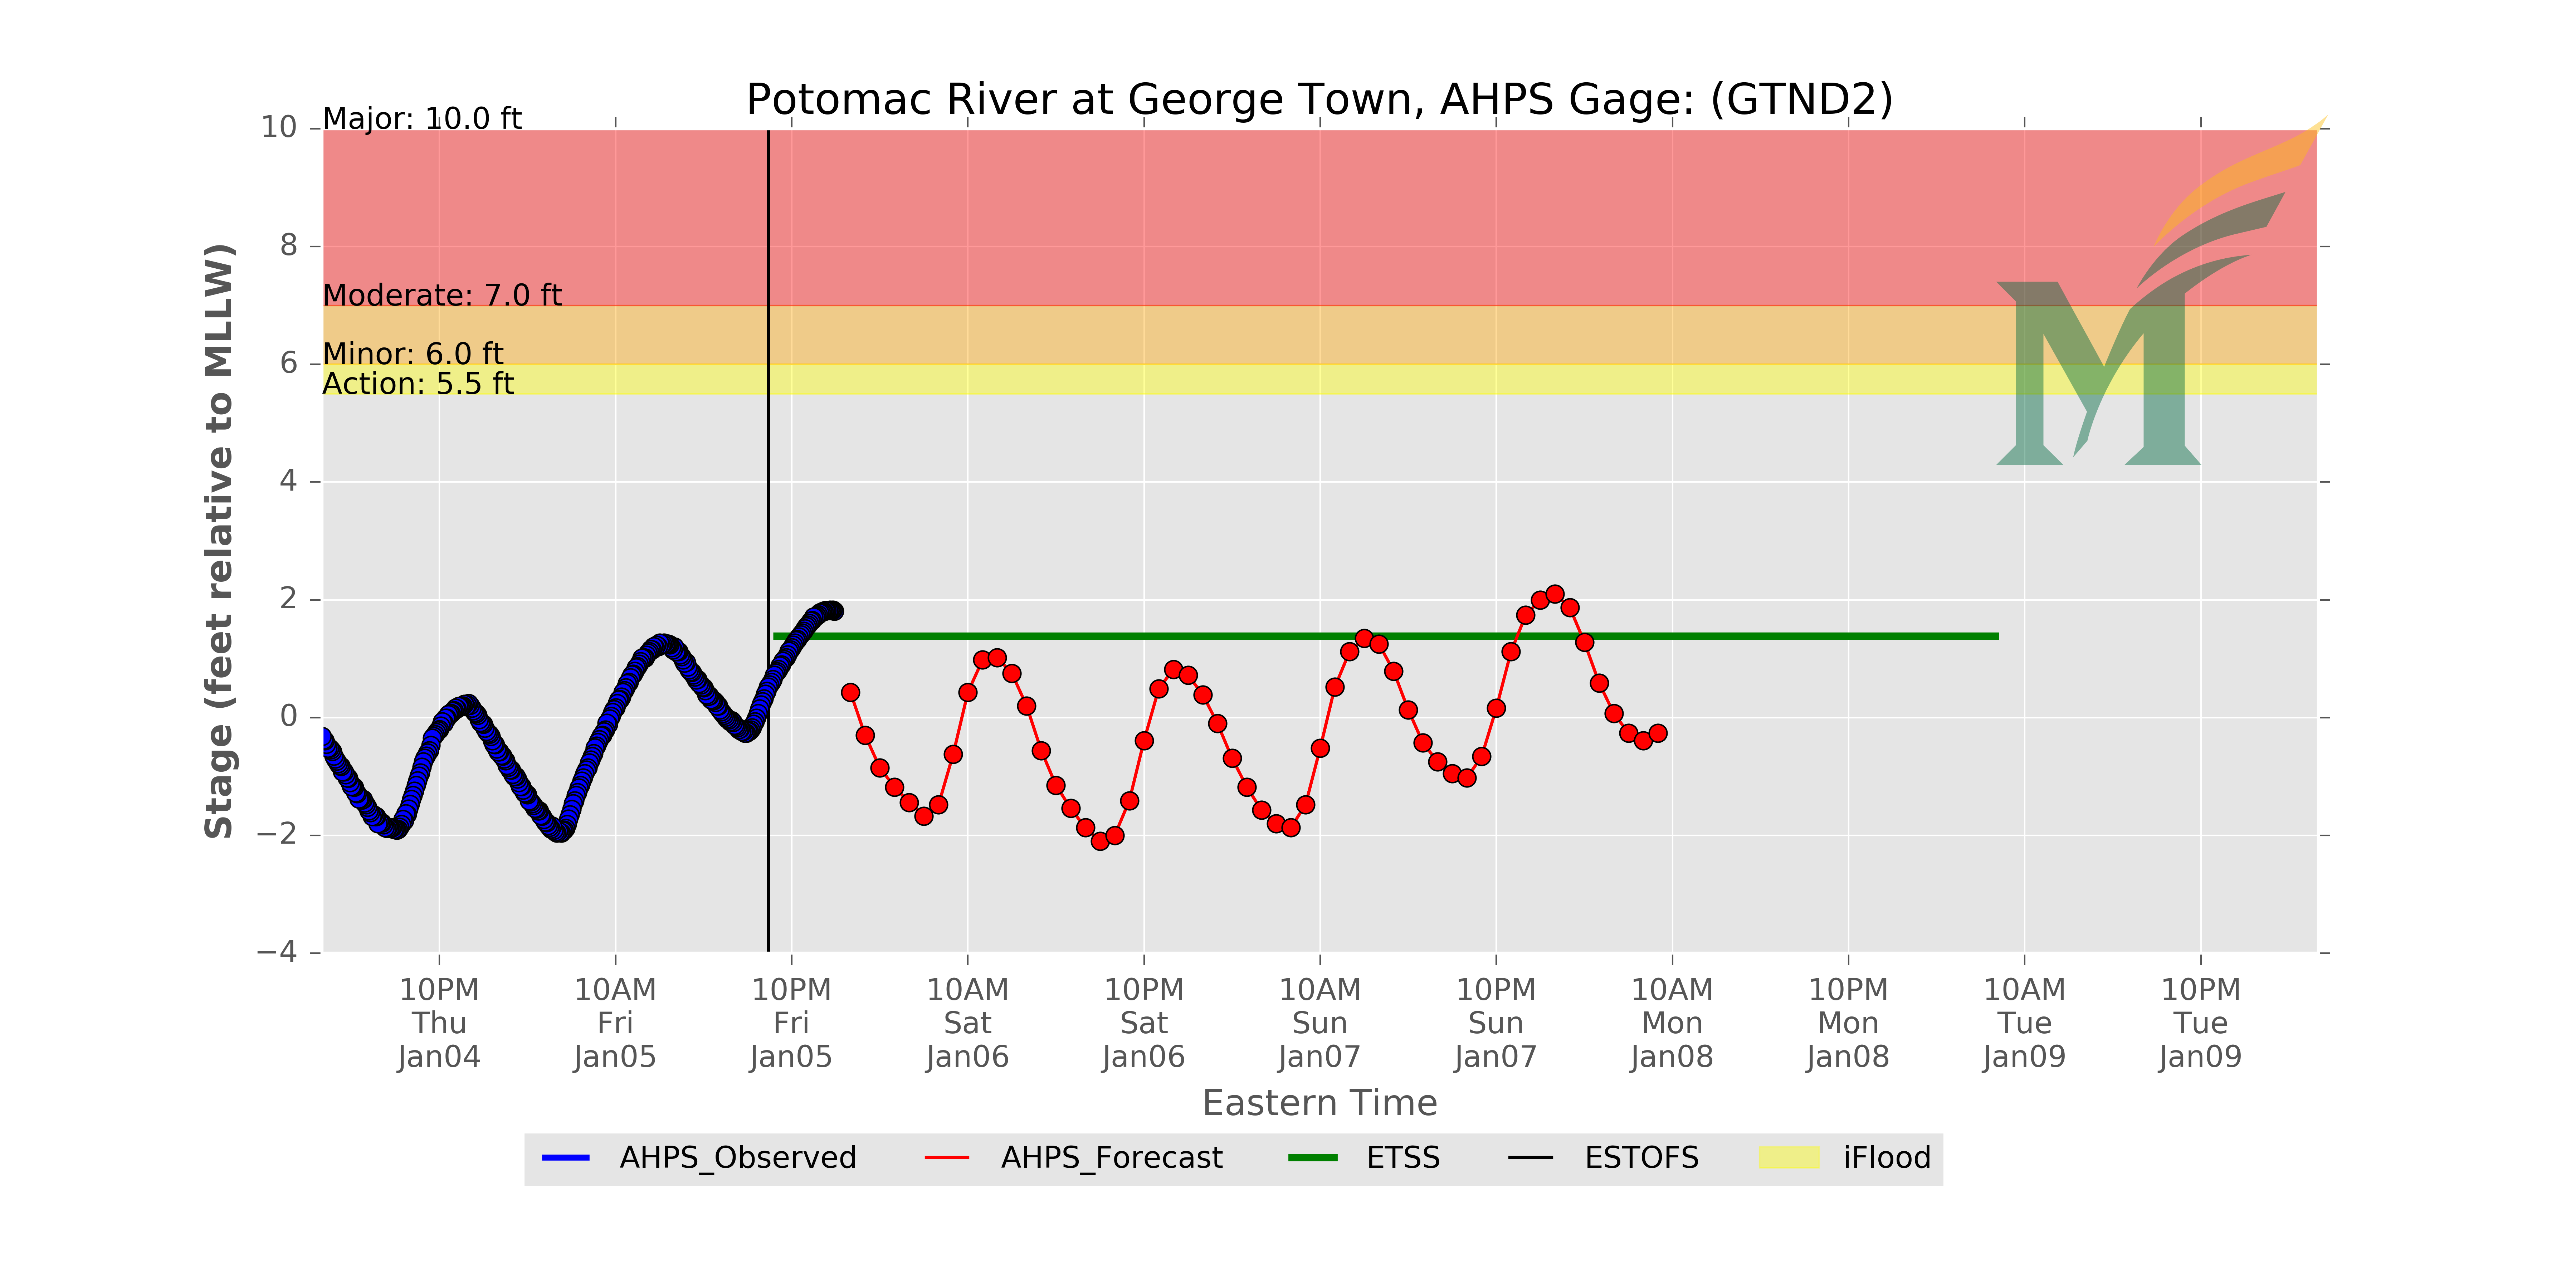 Potomac River at George Town, AHPS Gage: (GTND2)
Major: 10.0 ft
Moderate: 7.0 ft
Minor: 6.0 ft
Action: 5.5 ft
Stage (feet relative to MLLW)
10
8
6
4
2
0
−2
−4
10PM
Thu
Jan04
10AM
Fri
Jan05
10PM
Fri
Jan05
10AM
Sat
Jan06
10PM
Sat
Jan06
10AM
Sun
Jan07
10PM
Sun
Jan07
10AM
Mon
Jan08
10PM
Mon
Jan08
10AM
Tue
Jan09
10PM
Tue
Jan09
Eastern Time
AHPS_Observed
AHPS_Forecast
ETSS
ESTOFS
iFlood
M